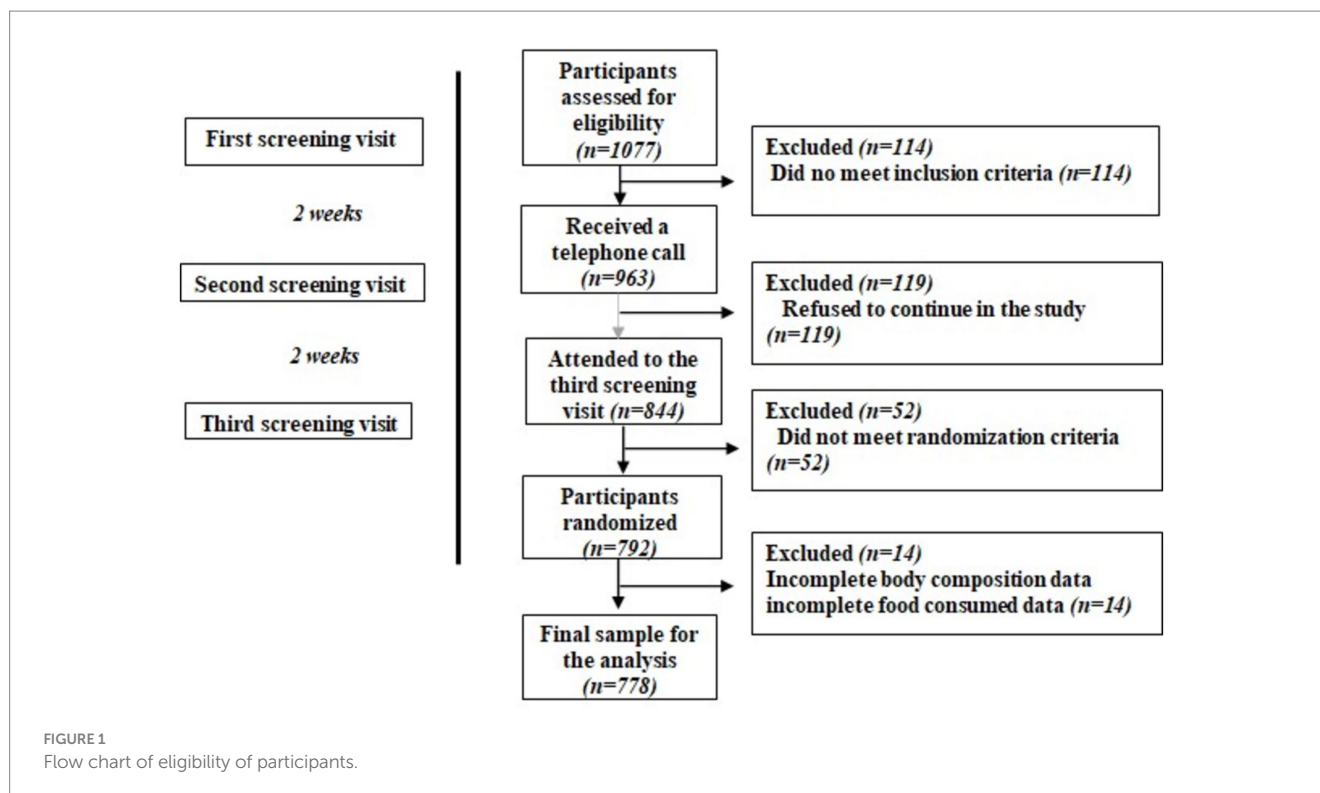 First screening visit
2 weeks
Second screening visit
2 weeks
Third screening visit
Participants
assessed for
eligibility
(n=1077)
Excluded (n=114)
Did no meet inclusion criteria (n=114)
Received a
telephone call
(n=963)
Excluded (n=119)
Refused to continue in the study
(n=119)
Attended to the
third screening
visit (n=844)
Excluded (n=52)
Did not meet randomization criteria
(n=52)
Participants
randomized
(n=792)
Excluded (n=14)
Incomplete body composition data
incomplete food consumed data (n=14)
Final sample for
the analysis
(n=778)
FIGURE 1
Flow chart of eligibility of participants.